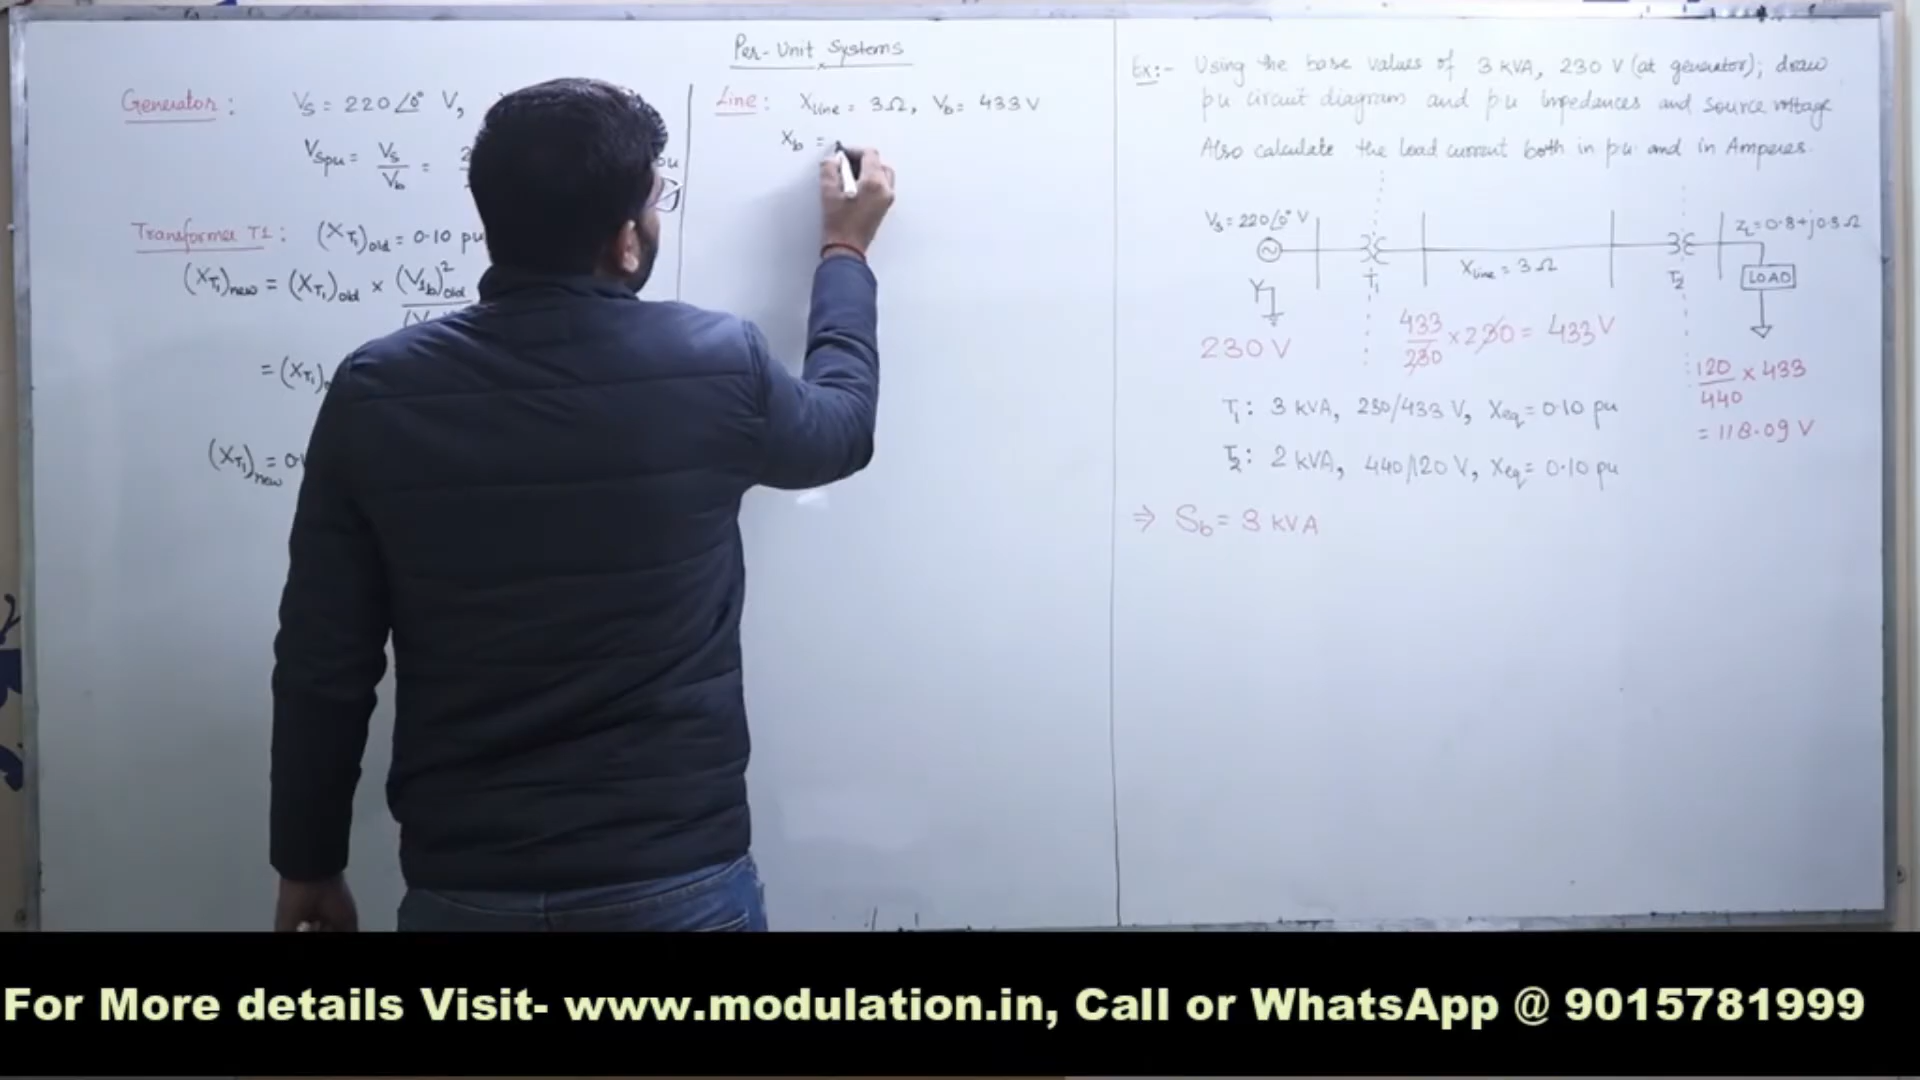 Per-Unit Systems
Generator : Vs = 220∠0° V,
Vspu = Vs/Vb = 2 pu
Transformer T1 : (XT1)old = 0.10 pu
(XT1)new = (XT1)old × (V1b)²old
= (XT1)
(XT1)new = 0.1
Line : Xline = 3Ω, Vb = 433 V
Xb =
Ex:- Using the base values of 3 kVA, 230 V (at generator); draw
pu circuit diagram and pu impedances and source voltage
Also calculate the load current both in pu and in Amperes.
Vs = 220∠0° V
ZL = 0.8+j0.3 Ω
Xline = 3 Ω
T1
T2
LOAD
Y
230 V
433/230 × 230 = 433 V
120/440 × 433
= 118.09 V
T1: 3 kVA, 230/433 V, Xeq = 0.10 pu
T2: 2 kVA, 440/120 V, Xeq = 0.10 pu
⇒ Sb = 3 kVA
For More details Visit- www.modulation.in, Call or WhatsApp @ 9015781999